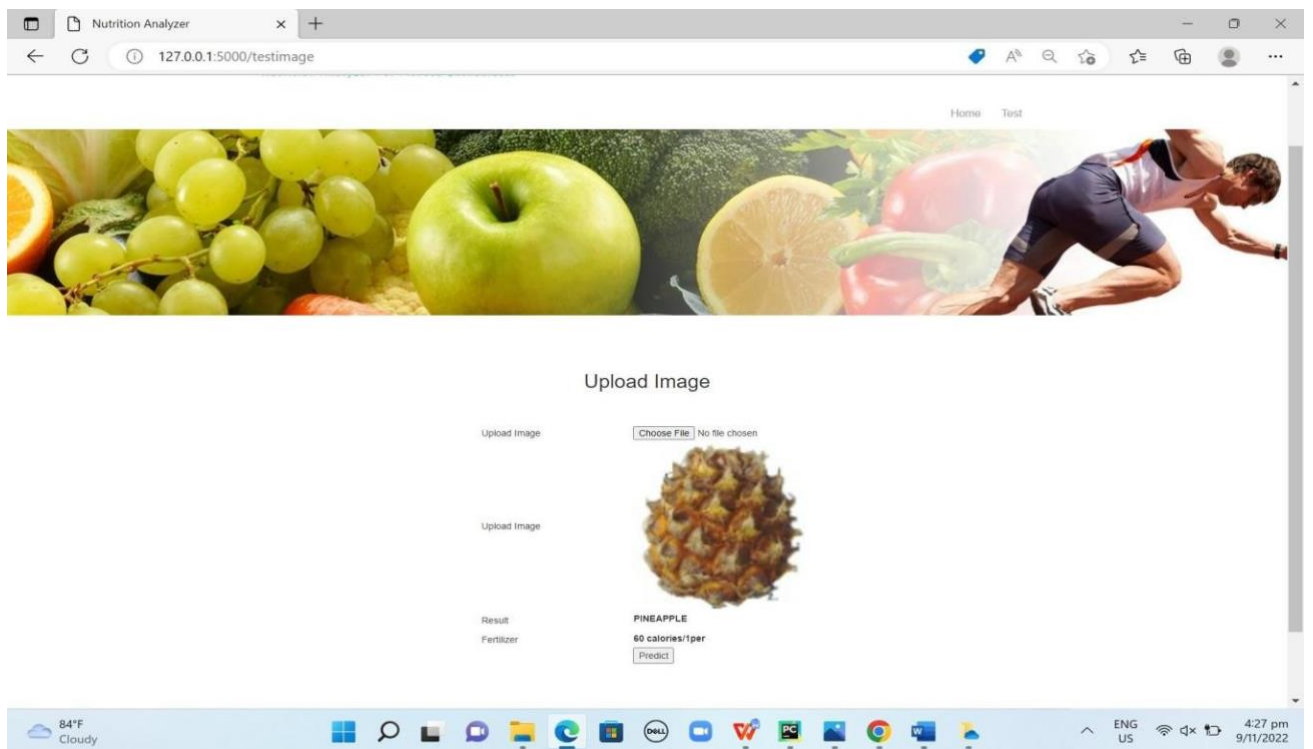 Nutrition Analyzer
127.0.0.1:5000/testimage
Home Test
Upload Image
Upload Image Choose File No file chosen
Upload Image
Result PINEAPPLE
Fertilizer 60 calories/1per
Predict
84°F
Cloudy
DELL
W
PC
W
ENG
US
4:27 pm
9/11/2022